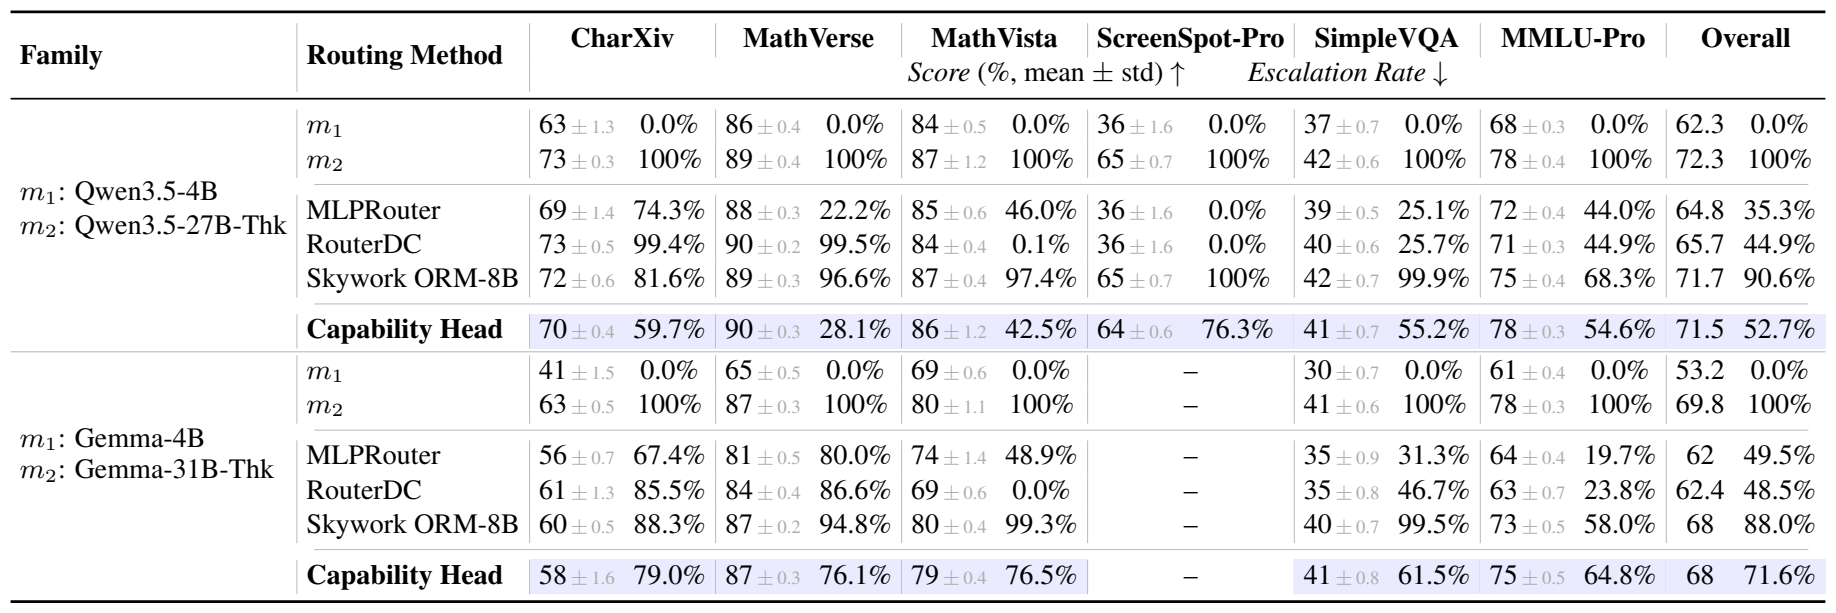 Family Routing Method CharXiv MathVerse MathVista ScreenSpot-Pro SimpleVQA MMLU-Pro Overall
Score (%, mean ± std) ↑ Escalation Rate ↓
m₁: Qwen3.5-4B
m₂: Qwen3.5-27B-Thk
m₁ 63 ± 1.3 0.0% 86 ± 0.4 0.0% 84 ± 0.5 0.0% 36 ± 1.6 0.0% 37 ± 0.7 0.0% 68 ± 0.3 0.0% 62.3 0.0%
m₂ 73 ± 0.3 100% 89 ± 0.4 100% 87 ± 1.2 100% 65 ± 0.7 100% 42 ± 0.6 100% 78 ± 0.4 100% 72.3 100%
MLPRouter 69 ± 1.4 74.3% 88 ± 0.3 22.2% 85 ± 0.6 46.0% 36 ± 1.6 0.0% 39 ± 0.5 25.1% 72 ± 0.4 44.0% 64.8 35.3%
RouterDC 73 ± 0.5 99.4% 90 ± 0.2 99.5% 84 ± 0.4 0.1% 36 ± 1.6 0.0% 40 ± 0.6 25.7% 71 ± 0.3 44.9% 65.7 44.9%
Skywork ORM-8B 72 ± 0.6 81.6% 89 ± 0.3 96.6% 87 ± 0.4 97.4% 65 ± 0.7 100% 42 ± 0.7 99.9% 75 ± 0.4 68.3% 71.7 90.6%
Capability Head 70 ± 0.4 59.7% 90 ± 0.3 28.1% 86 ± 1.2 42.5% 64 ± 0.6 76.3% 41 ± 0.7 55.2% 78 ± 0.3 54.6% 71.5 52.7%
m₁: Gemma-4B
m₂: Gemma-31B-Thk
m₁ 41 ± 1.5 0.0% 65 ± 0.5 0.0% 69 ± 0.6 0.0% – 30 ± 0.7 0.0% 61 ± 0.4 0.0% 53.2 0.0%
m₂ 63 ± 0.5 100% 87 ± 0.3 100% 80 ± 1.1 100% – 41 ± 0.6 100% 78 ± 0.3 100% 69.8 100%
MLPRouter 56 ± 0.7 67.4% 81 ± 0.5 80.0% 74 ± 1.4 48.9% – 35 ± 0.9 31.3% 64 ± 0.4 19.7% 62 49.5%
RouterDC 61 ± 1.3 85.5% 84 ± 0.4 86.6% 69 ± 0.6 0.0% – 35 ± 0.8 46.7% 63 ± 0.7 23.8% 62.4 48.5%
Skywork ORM-8B 60 ± 0.5 88.3% 87 ± 0.2 94.8% 80 ± 0.4 99.3% – 40 ± 0.7 99.5% 73 ± 0.5 58.0% 68 88.0%
Capability Head 58 ± 1.6 79.0% 87 ± 0.3 76.1% 79 ± 0.4 76.5% – 41 ± 0.8 61.5% 75 ± 0.5 64.8% 68 71.6%